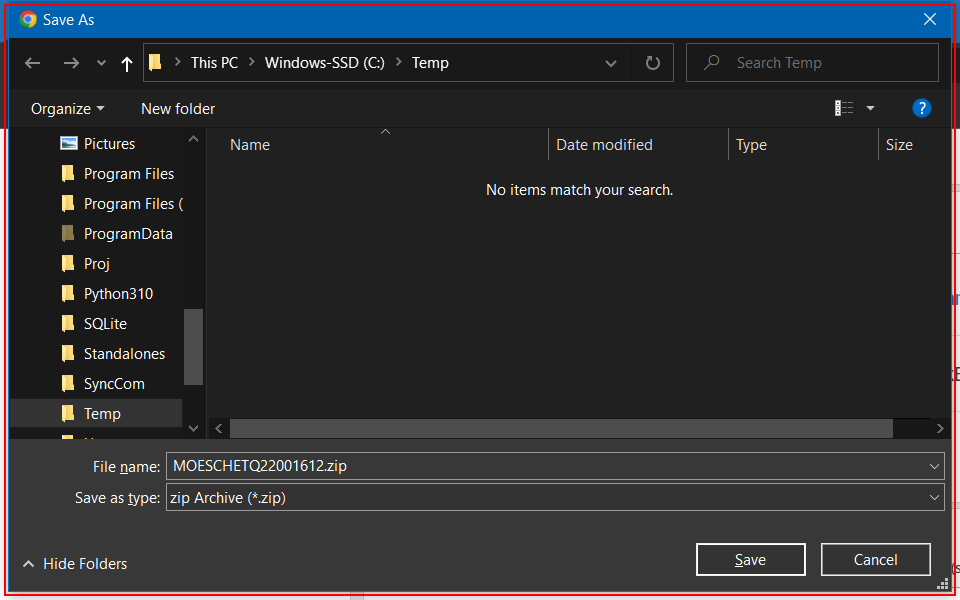 Save As
This PC > Windows-SSD (C:) > Temp
Search Temp
Organize
New folder
?
Pictures
Program Files
Program Files (
ProgramData
Proj
Python310
SQLite
Standalones
SyncCom
Temp
Name
Date modified
Type
Size
No items match your search.
File name: MOESCHETQ22001612.zip
Save as type: zip Archive (*.zip)
Hide Folders
Save
Cancel